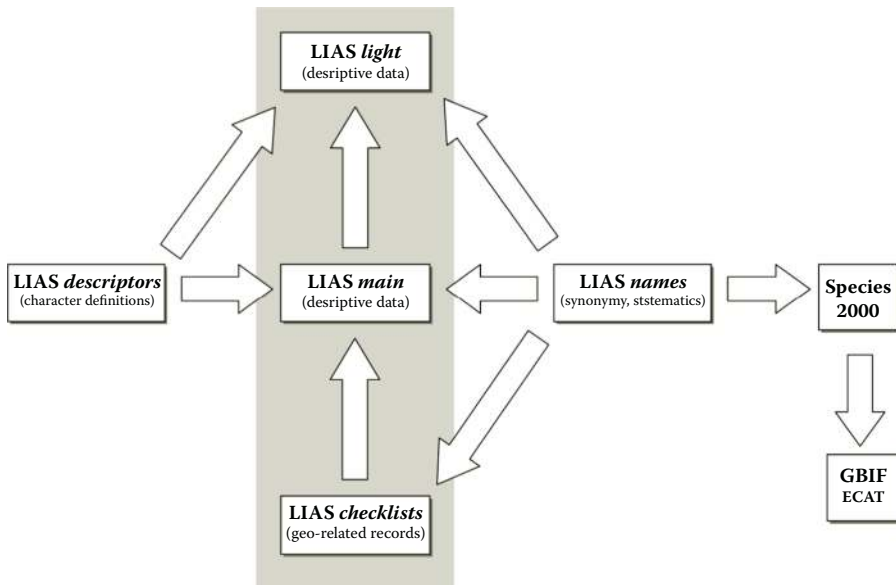 LIAS light
(desriptive data)
LIAS descriptors
(character definitions)
LIAS main
(desriptive data)
LIAS names
(synonymy, ststematics)
Species
2000
LIAS checklists
(geo-related records)
GBIF
ECAT